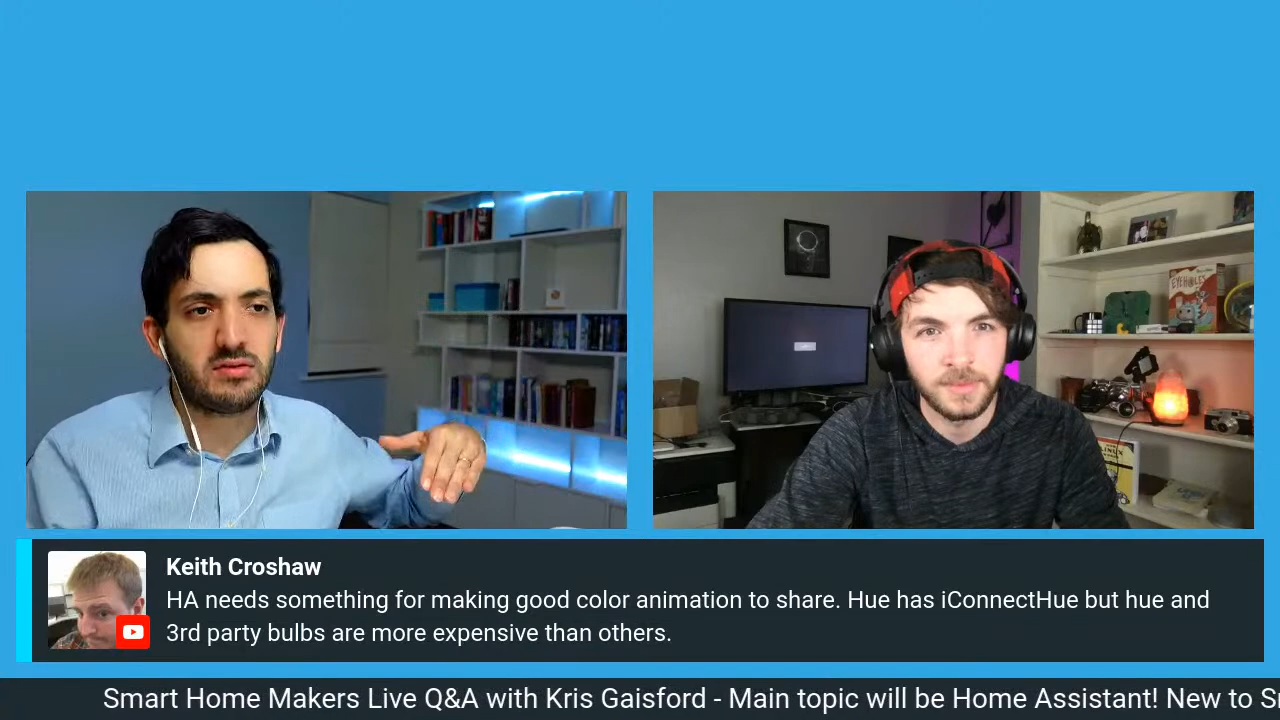 EYEHOLES
LINUX
Keith Croshaw
HA needs something for making good color animation to share. Hue has iConnectHue but hue and
3rd party bulbs are more expensive than others.
Smart Home Makers Live Q&A with Kris Gaisford - Main topic will be Home Assistant! New to S